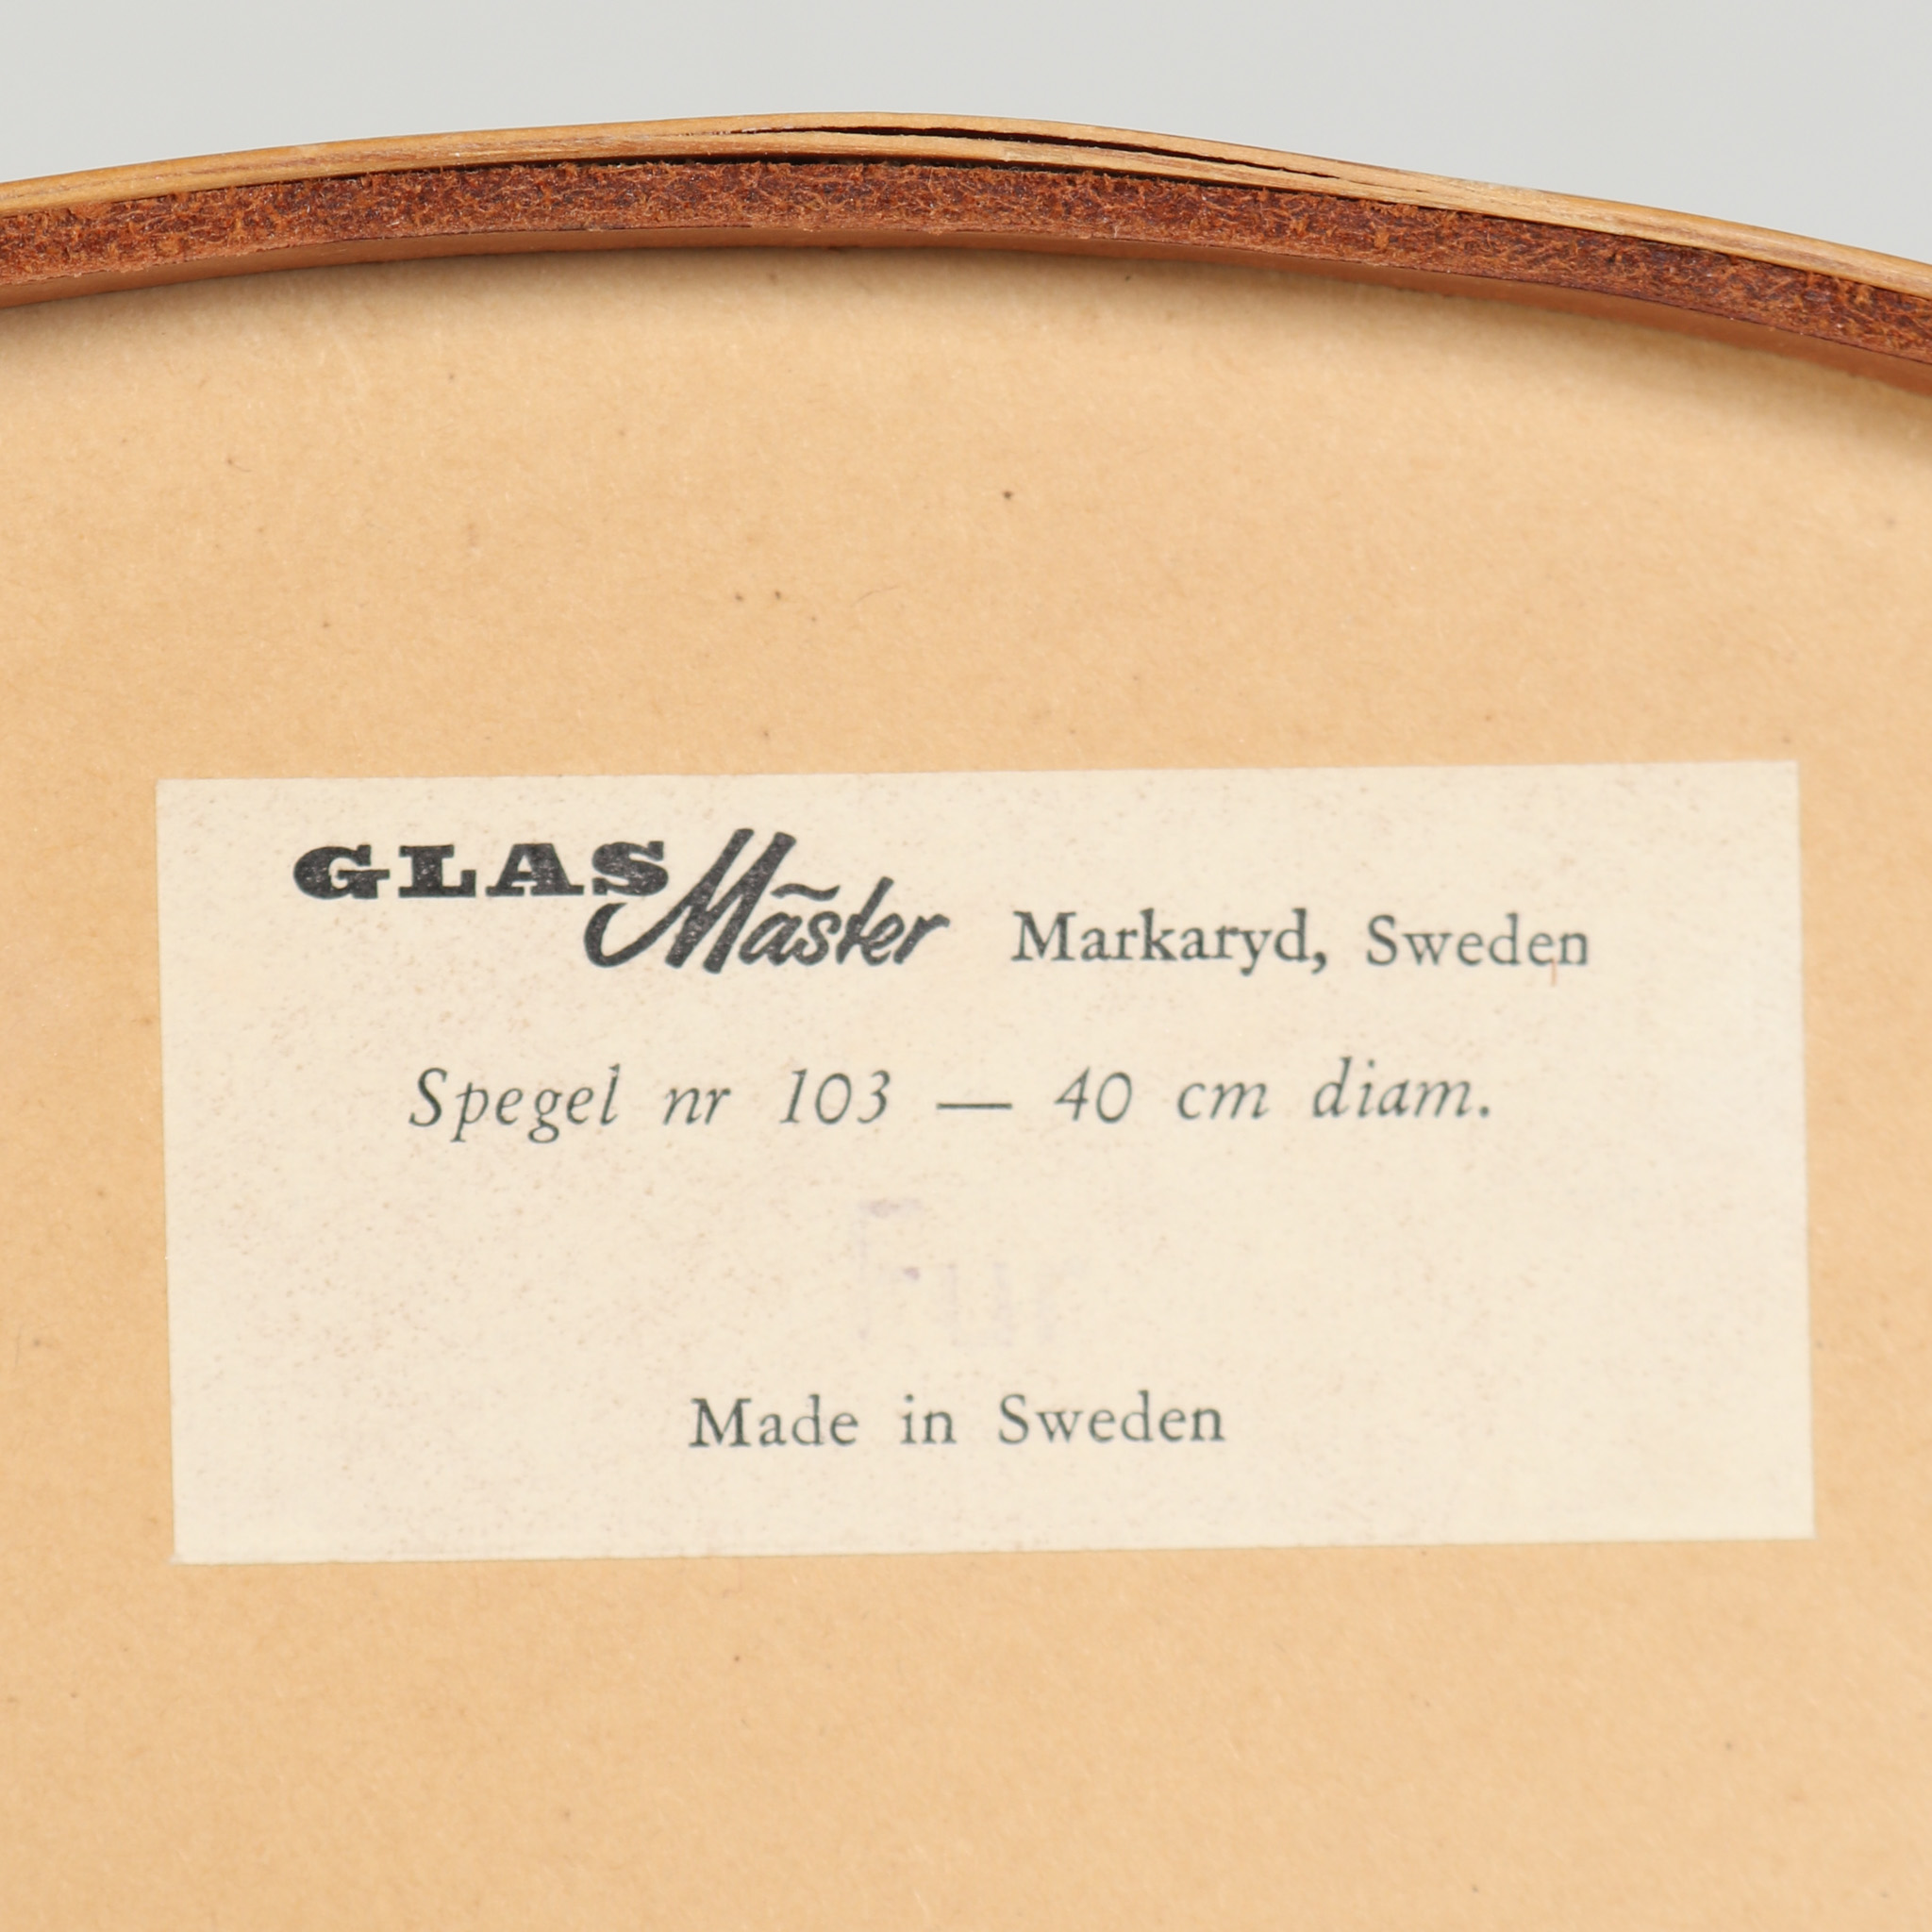 GLAS Mäster Markaryd, Sweden
Spegel nr 103 — 40 cm diam.
Made in Sweden